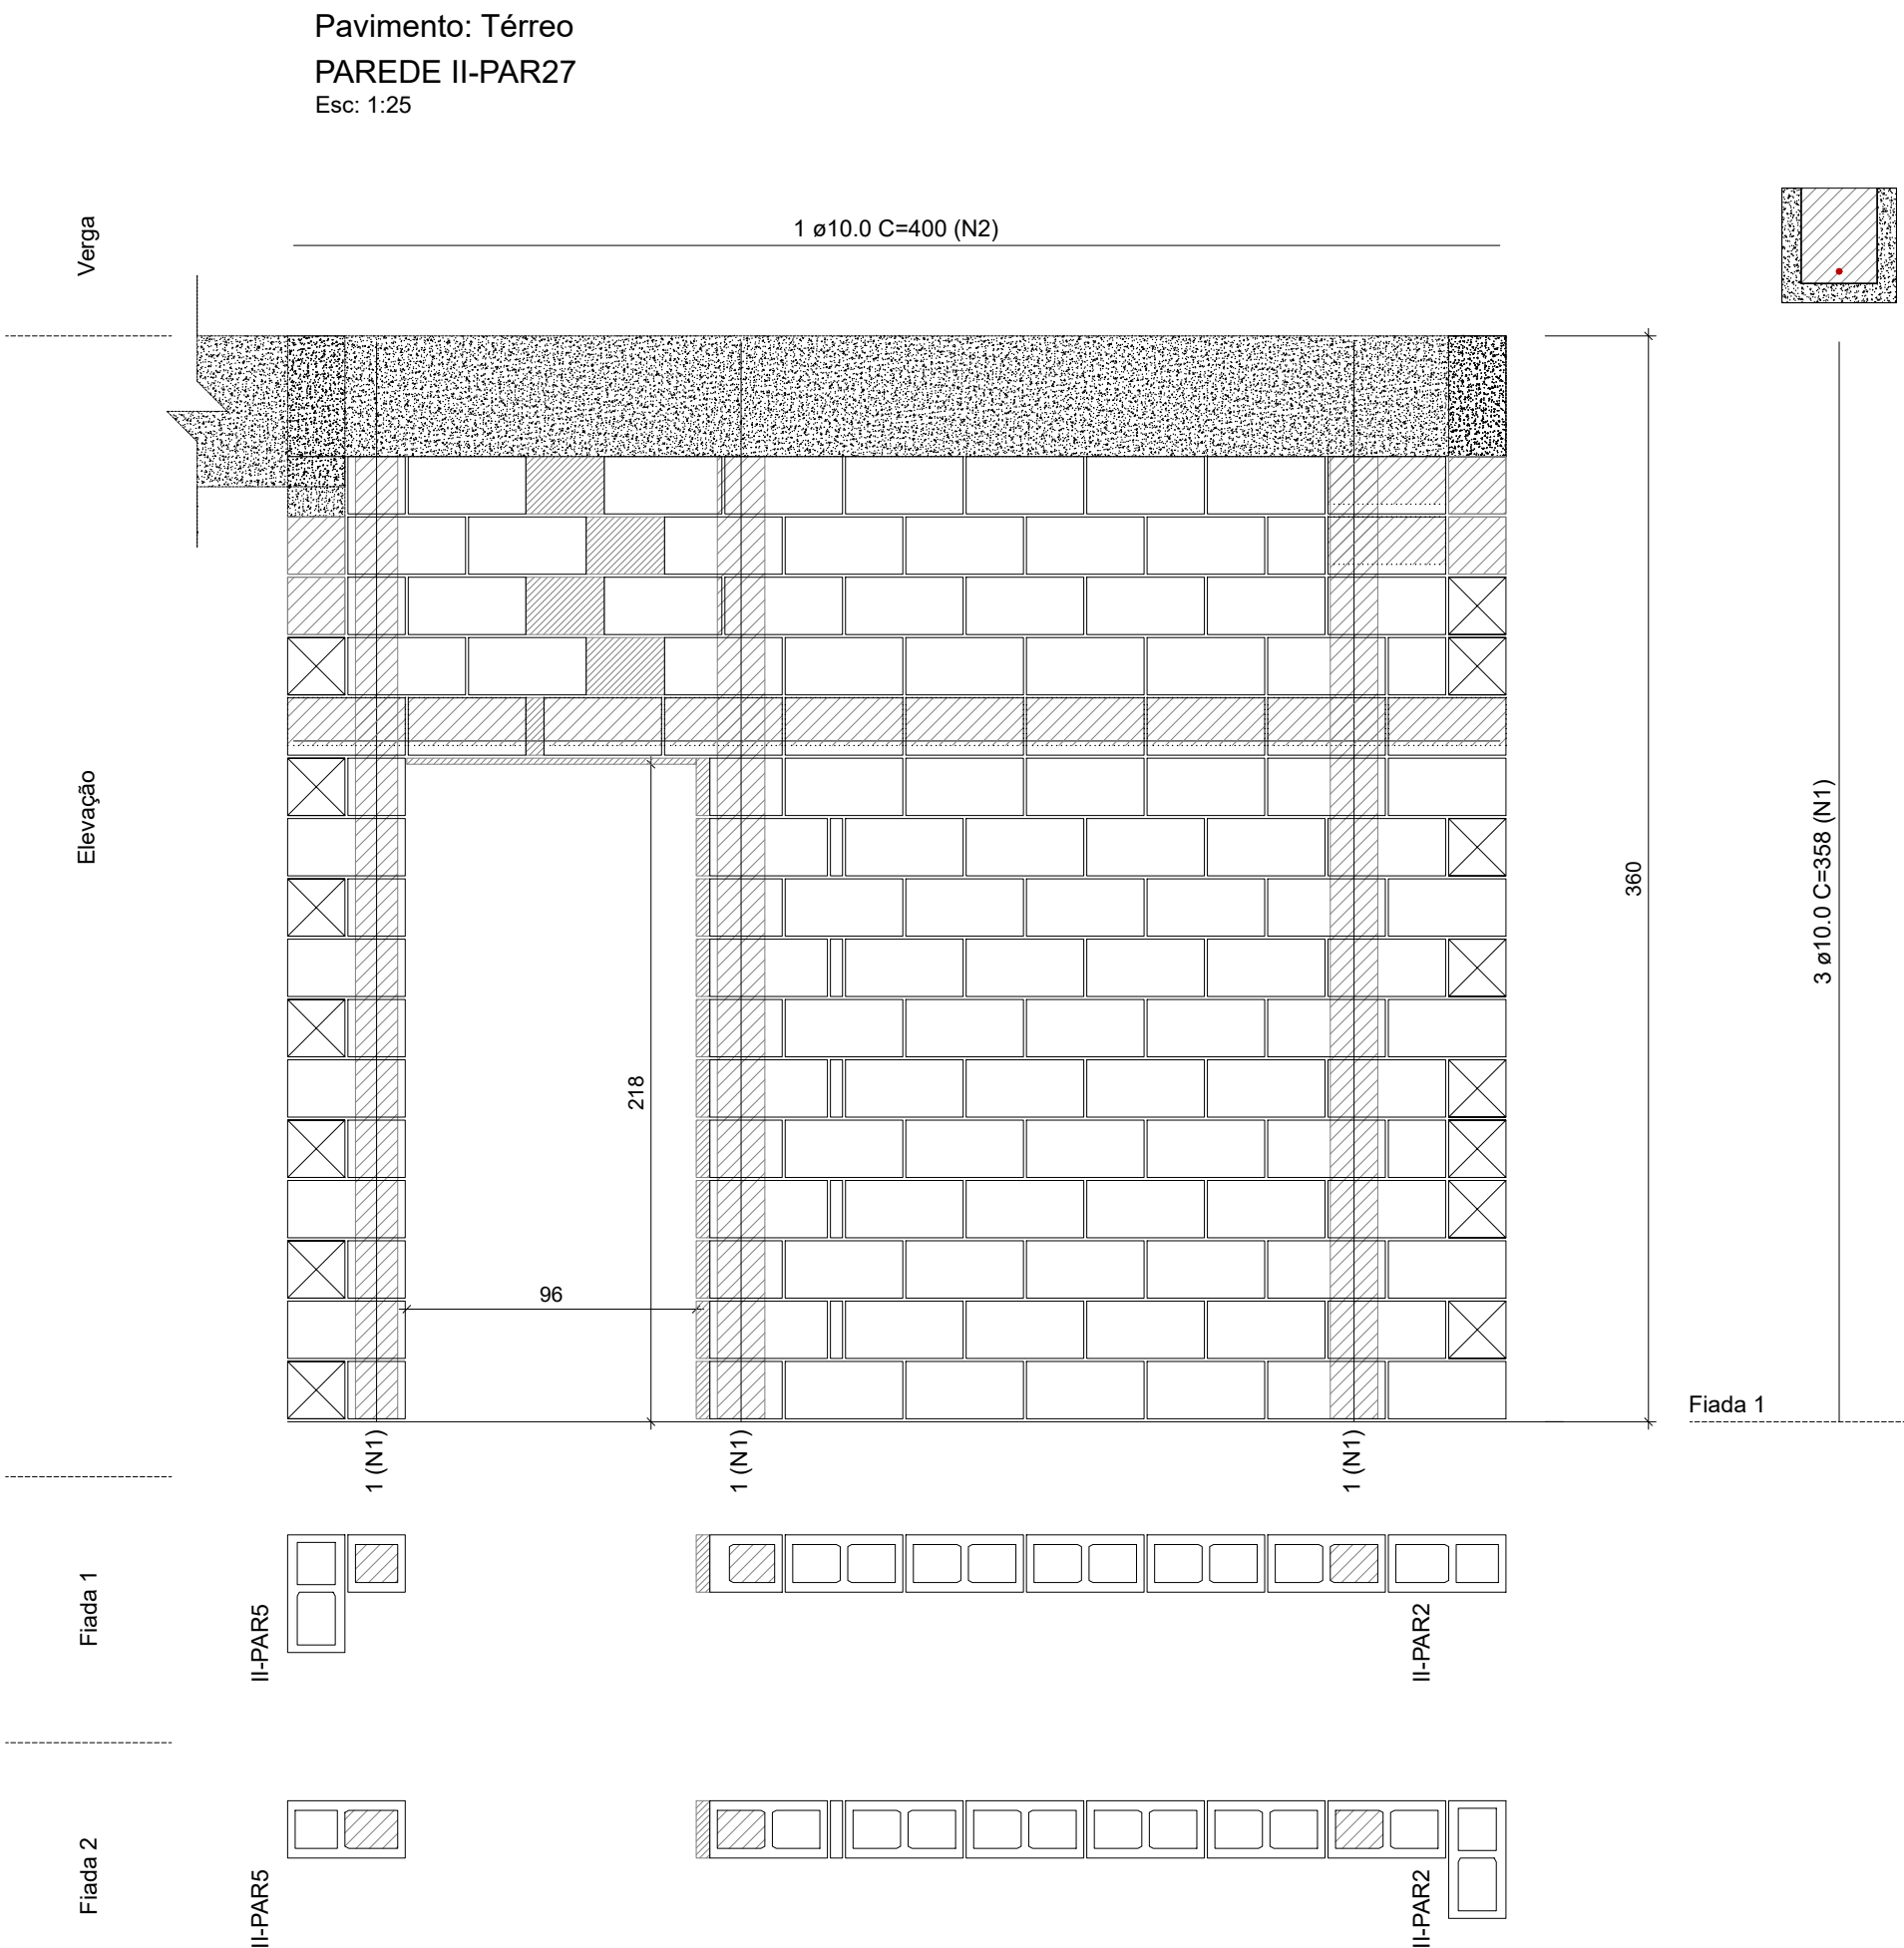 Pavimento: Térreo
PAREDE II-PAR27
Esc: 1:25
Verga
1 ø10.0 C=400 (N2)
Elevação
218
96
360
3 ø10.0 C=358 (N1)
Fiada 1
1 (N1)
1 (N1)
1 (N1)
Fiada 1
II-PAR5
II-PAR2
Fiada 2
II-PAR5
II-PAR2